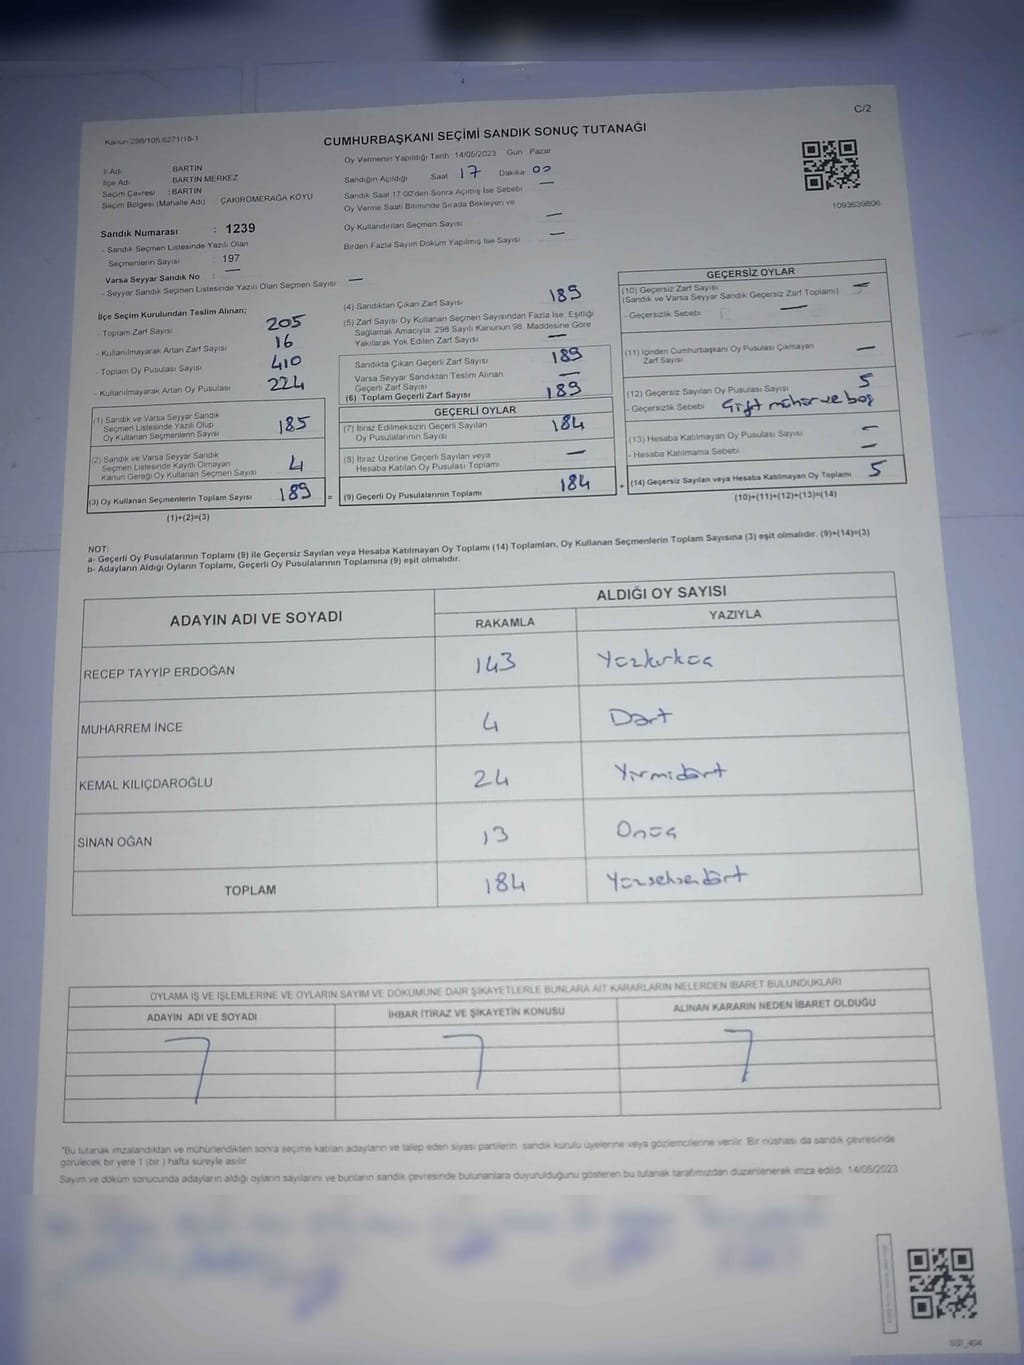 C/2
Kanun 298/105 6271/16-1
CUMHURBAŞKANI SEÇİMİ SANDIK SONUÇ TUTANAĞI
İl Adı BARTIN
İlçe Adı BARTIN MERKEZ
Seçim Çevresi : BARTIN
Seçim Bölgesi (Mahalle Adı) ÇAKIRÖMERAĞA KÖYÜ
Sandık Numarası : 1239
- Sandık Seçmen Listesinde Yazılı Olan
Seçmenlerin Sayısı : 197
Varsa Seyyar Sandık No : —
- Seyyar Sandık Seçmen Listesinde Yazılı Olan Seçmen Sayısı —
Oy Vermenin Yapıldığı Tarih 14/05/2023 Gün Pazar
Sandığın Açıldığı Saat 17 Dakika 00
Sandık Saat 17.00'den Sonra Açılmış İse Sebebi —
Oy Verme Saati Bitiminde Sırada Bekleyen ve
Oy Kullandırılan Seçmen Sayısı —
Birden Fazla Sayım Döküm Yapılmış İse Sayısı —
1093639806
İlçe Seçim Kurulundan Teslim Alınan;
- Toplam Zarf Sayısı 205
- Kullanılmayarak Artan Zarf Sayısı 16
- Toplam Oy Pusulası Sayısı 410
- Kullanılmayarak Artan Oy Pusulası 224
(1) Sandık ve Varsa Seyyar Sandık
Seçmen Listesinde Yazılı Olup
Oy Kullanan Seçmenlerin Sayısı 185
(2) Sandık ve Varsa Seyyar Sandık
Seçmen Listesinde Kayıtlı Olmayan
Kanun Gereği Oy Kullanan Seçmen Sayısı 4
(3) Oy Kullanan Seçmenlerin Toplam Sayısı 189 =
(1)+(2)=(3)
(4) Sandıktan Çıkan Zarf Sayısı 189
(5) Zarf Sayısı Oy Kullanan Seçmen Sayısından Fazla İse, Eşitliği
Sağlamak Amacıyla, 298 Sayılı Kanunun 98. Maddesine Göre
Yakılarak Yok Edilen Zarf Sayısı —
Sandıkta Çıkan Geçerli Zarf Sayısı 189
Varsa Seyyar Sandıktan Teslim Alınan
Geçerli Zarf Sayısı —
(6) Toplam Geçerli Zarf Sayısı 189
GEÇERLİ OYLAR
(7) İtiraz Edilmeksizin Geçerli Sayılan
Oy Pusulalarının Sayısı 184
(8) İtiraz Üzerine Geçerli Sayılan veya
Hesaba Katılan Oy Pusulası Toplamı —
(9) Geçerli Oy Pusulalarının Toplamı 184 +
GEÇERSİZ OYLAR
(10) Geçersiz Zarf Sayısı —
(Sandık ve Varsa Seyyar Sandık Geçersiz Zarf Toplamı)
- Geçersizlik Sebebi —
(11) İçinden Cumhurbaşkanı Oy Pusulası Çıkmayan
Zarf Sayısı —
(12) Geçersiz Sayılan Oy Pusulası Sayısı 5
- Geçersizlik Sebebi Çift mühür ve boş
(13) Hesaba Katılmayan Oy Pusulası Sayısı —
- Hesaba Katılmama Sebebi —
(14) Geçersiz Sayılan veya Hesaba Katılmayan Oy Toplamı 5
(10)+(11)+(12)+(13)=(14)
NOT:
a- Geçerli Oy Pusulalarının Toplamı (9) ile Geçersiz Sayılan veya Hesaba Katılmayan Oy Toplamı (14) Toplamları, Oy Kullanan Seçmenlerin Toplam Sayısına (3) eşit olmalıdır. (9)+(14)=(3)
b- Adayların Aldığı Oyların Toplamı, Geçerli Oy Pusulalarının Toplamına (9) eşit olmalıdır.
ADAYIN ADI VE SOYADI
ALDIĞI OY SAYISI
RAKAMLA YAZIYLA
RECEP TAYYİP ERDOĞAN 143 Yüzkırküç
MUHARREM İNCE 4 Dört
KEMAL KILIÇDAROĞLU 24 Yirmidört
SİNAN OĞAN 13 Onüç
TOPLAM 184 Yüzseksendört
OYLAMA İŞ VE İŞLEMLERİNE VE OYLARIN SAYIM VE DÖKÜMÜNE DAİR ŞİKAYETLERLE BUNLARA AİT KARARLARIN NELERDEN İBARET BULUNDUKLARI
ADAYIN ADI VE SOYADI İHBAR İTİRAZ VE ŞİKAYETİN KONUSU ALINAN KARARIN NEDEN İBARET OLDUĞU
*Bu tutanak imzalandıktan ve mühürlendikten sonra seçime katılan adayların ve talep eden siyasi partilerin sandık kurulu üyelerine veya gözlemcilerine verilir. Bir nüshası da sandık çevresinde
görülecek bir yere 1 (bir ) hafta süreyle asılır.
Sayım ve döküm sonucunda adayların aldığı oyların sayılarını ve bunların sandık çevresinde bulunanlara duyurulduğunu gösteren bu tutanak tarafımızdan düzenlenerek imza edildi. 14/05/2023